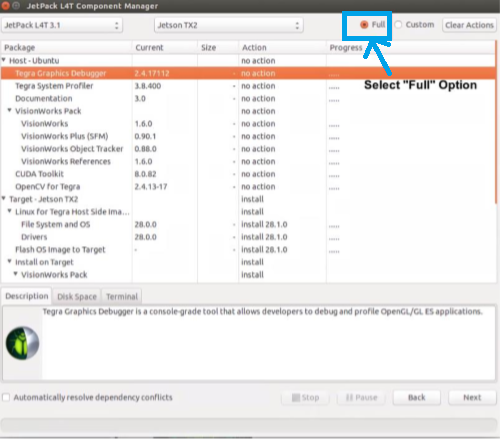 JetPack L4T Component Manager
JetPack L4T 3.1 Jetson TX2 Full Custom Clear Actions
Package Current Size Action Progress
Host - Ubuntu no action
Tegra Graphics Debugger 2.4.17112 - no action .....
Select "Full" Option
Tegra System Profiler 3.8.400 - no action .....
Documentation 3.0 - no action .....
VisionWorks Pack no action
VisionWorks 1.6.0 - no action .....
VisionWorks Plus (SFM) 0.90.1 - no action .....
VisionWorks Object Tracker 0.88.0 - no action .....
VisionWorks References 1.6.0 - no action .....
CUDA Toolkit 8.0.82 - no action .....
OpenCV for Tegra 2.4.13-17 - no action .....
Target - Jetson TX2 install
Linux for Tegra Host Side Ima... install
File System and OS 28.0.0 - install 28.1.0 .....
Drivers 28.0.0 - install 28.1.0 .....
Flash OS Image to Target - - install 28.1.0 .....
Install on Target install
VisionWorks Pack install
Description Disk Space Terminal
Tegra Graphics Debugger is a console-grade tool that allows developers to debug and profile OpenGL/GL ES applications.
Automatically resolve dependency conflicts Stop Pause Back Next